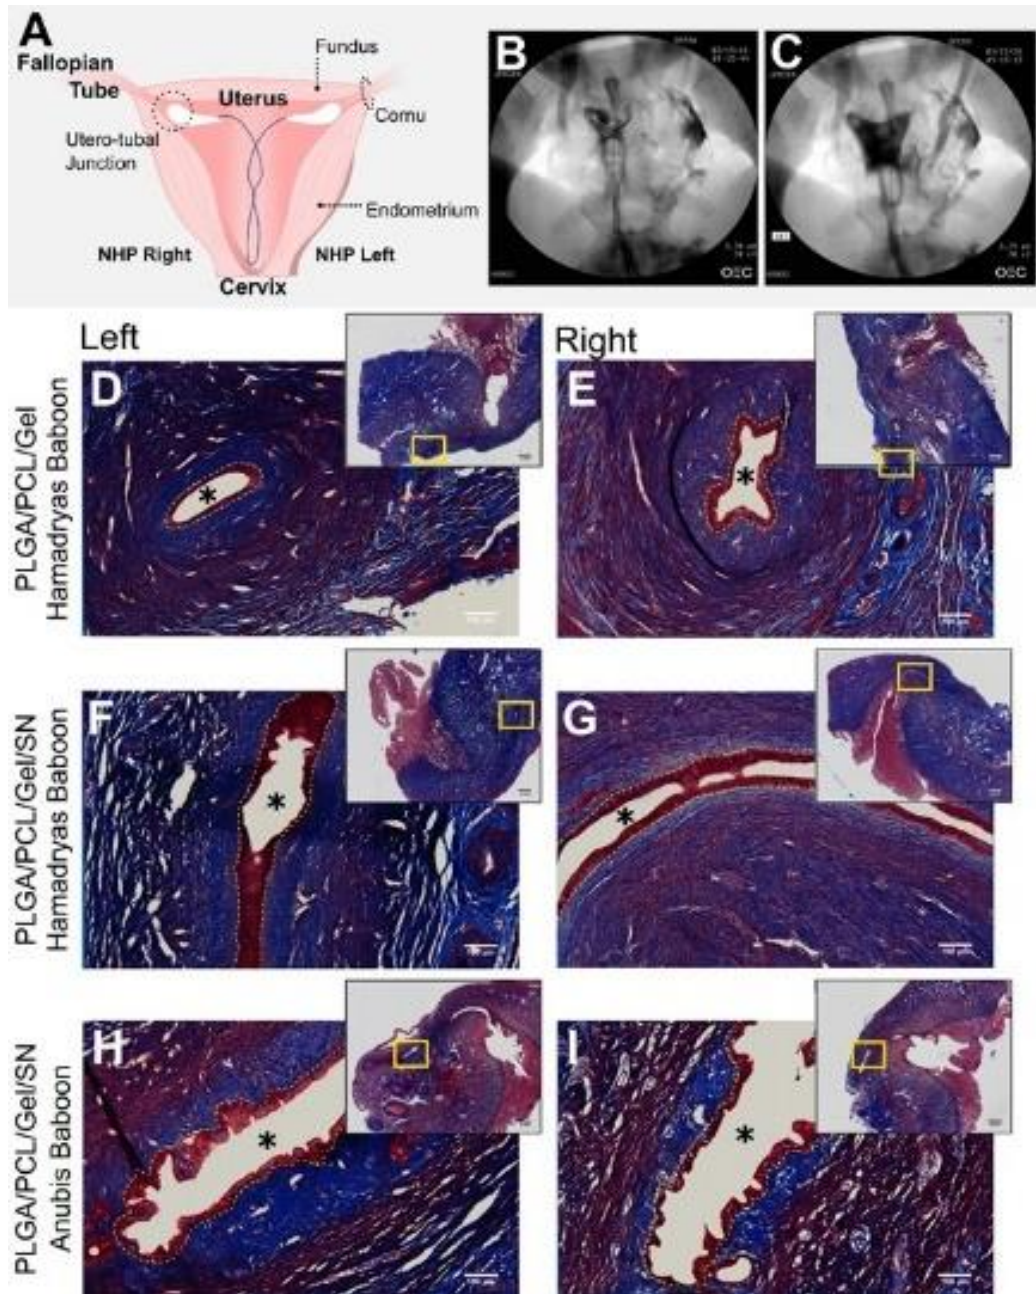 A
Fundus
Fallopian
Tube
Uterus
Cornu
Utero-tubal
Junction
Endometrium
NHP Right
NHP Left
Cervix
B
OEC
C
OEC
Left
Right
PLGA/PCL/Gel
Hamadryas Baboon
D
*
E
*
PLGA/PCL/Gel/SN
Hamadryas Baboon
F
*
G
*
PLGA/PCL/Gel/SN
Anubis Baboon
H
*
I
*